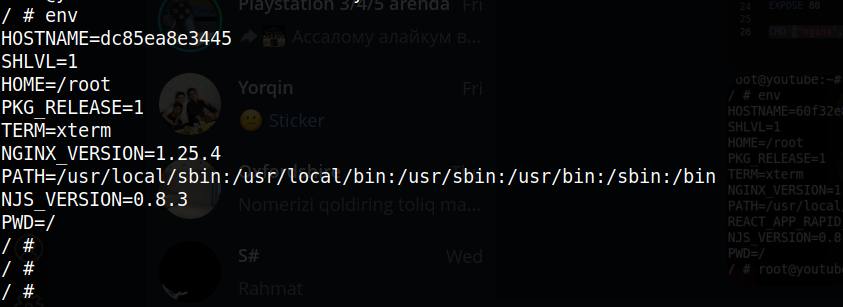 / # env
HOSTNAME=dc85ea8e3445
SHLVL=1
HOME=/root
PKG_RELEASE=1
TERM=xterm
NGINX_VERSION=1.25.4
PATH=/usr/local/sbin:/usr/local/bin:/usr/sbin:/usr/bin:/sbin:/bin
NJS_VERSION=0.8.3
PWD=/
/ #
/ #
/ #
Playstation 3/4/5 arenda Fri
Ассалому алайкум в...
Yorqin Fri
Sticker
Nomerizi qoldiring toliq ma...
S# Wed
Rahmat
24 EXPOSE 80
25
26 CMD ["nginx",
oot@youtube:~#
/ # env
HOSTNAME=60f32e
SHLVL=1
HOME=/root
PKG_RELEASE=1
TERM=xterm
NGINX_VERSION=1
PATH=/usr/local
REACT_APP_RAPID
NJS_VERSION=0.8
PWD=/
/ # root@youtub